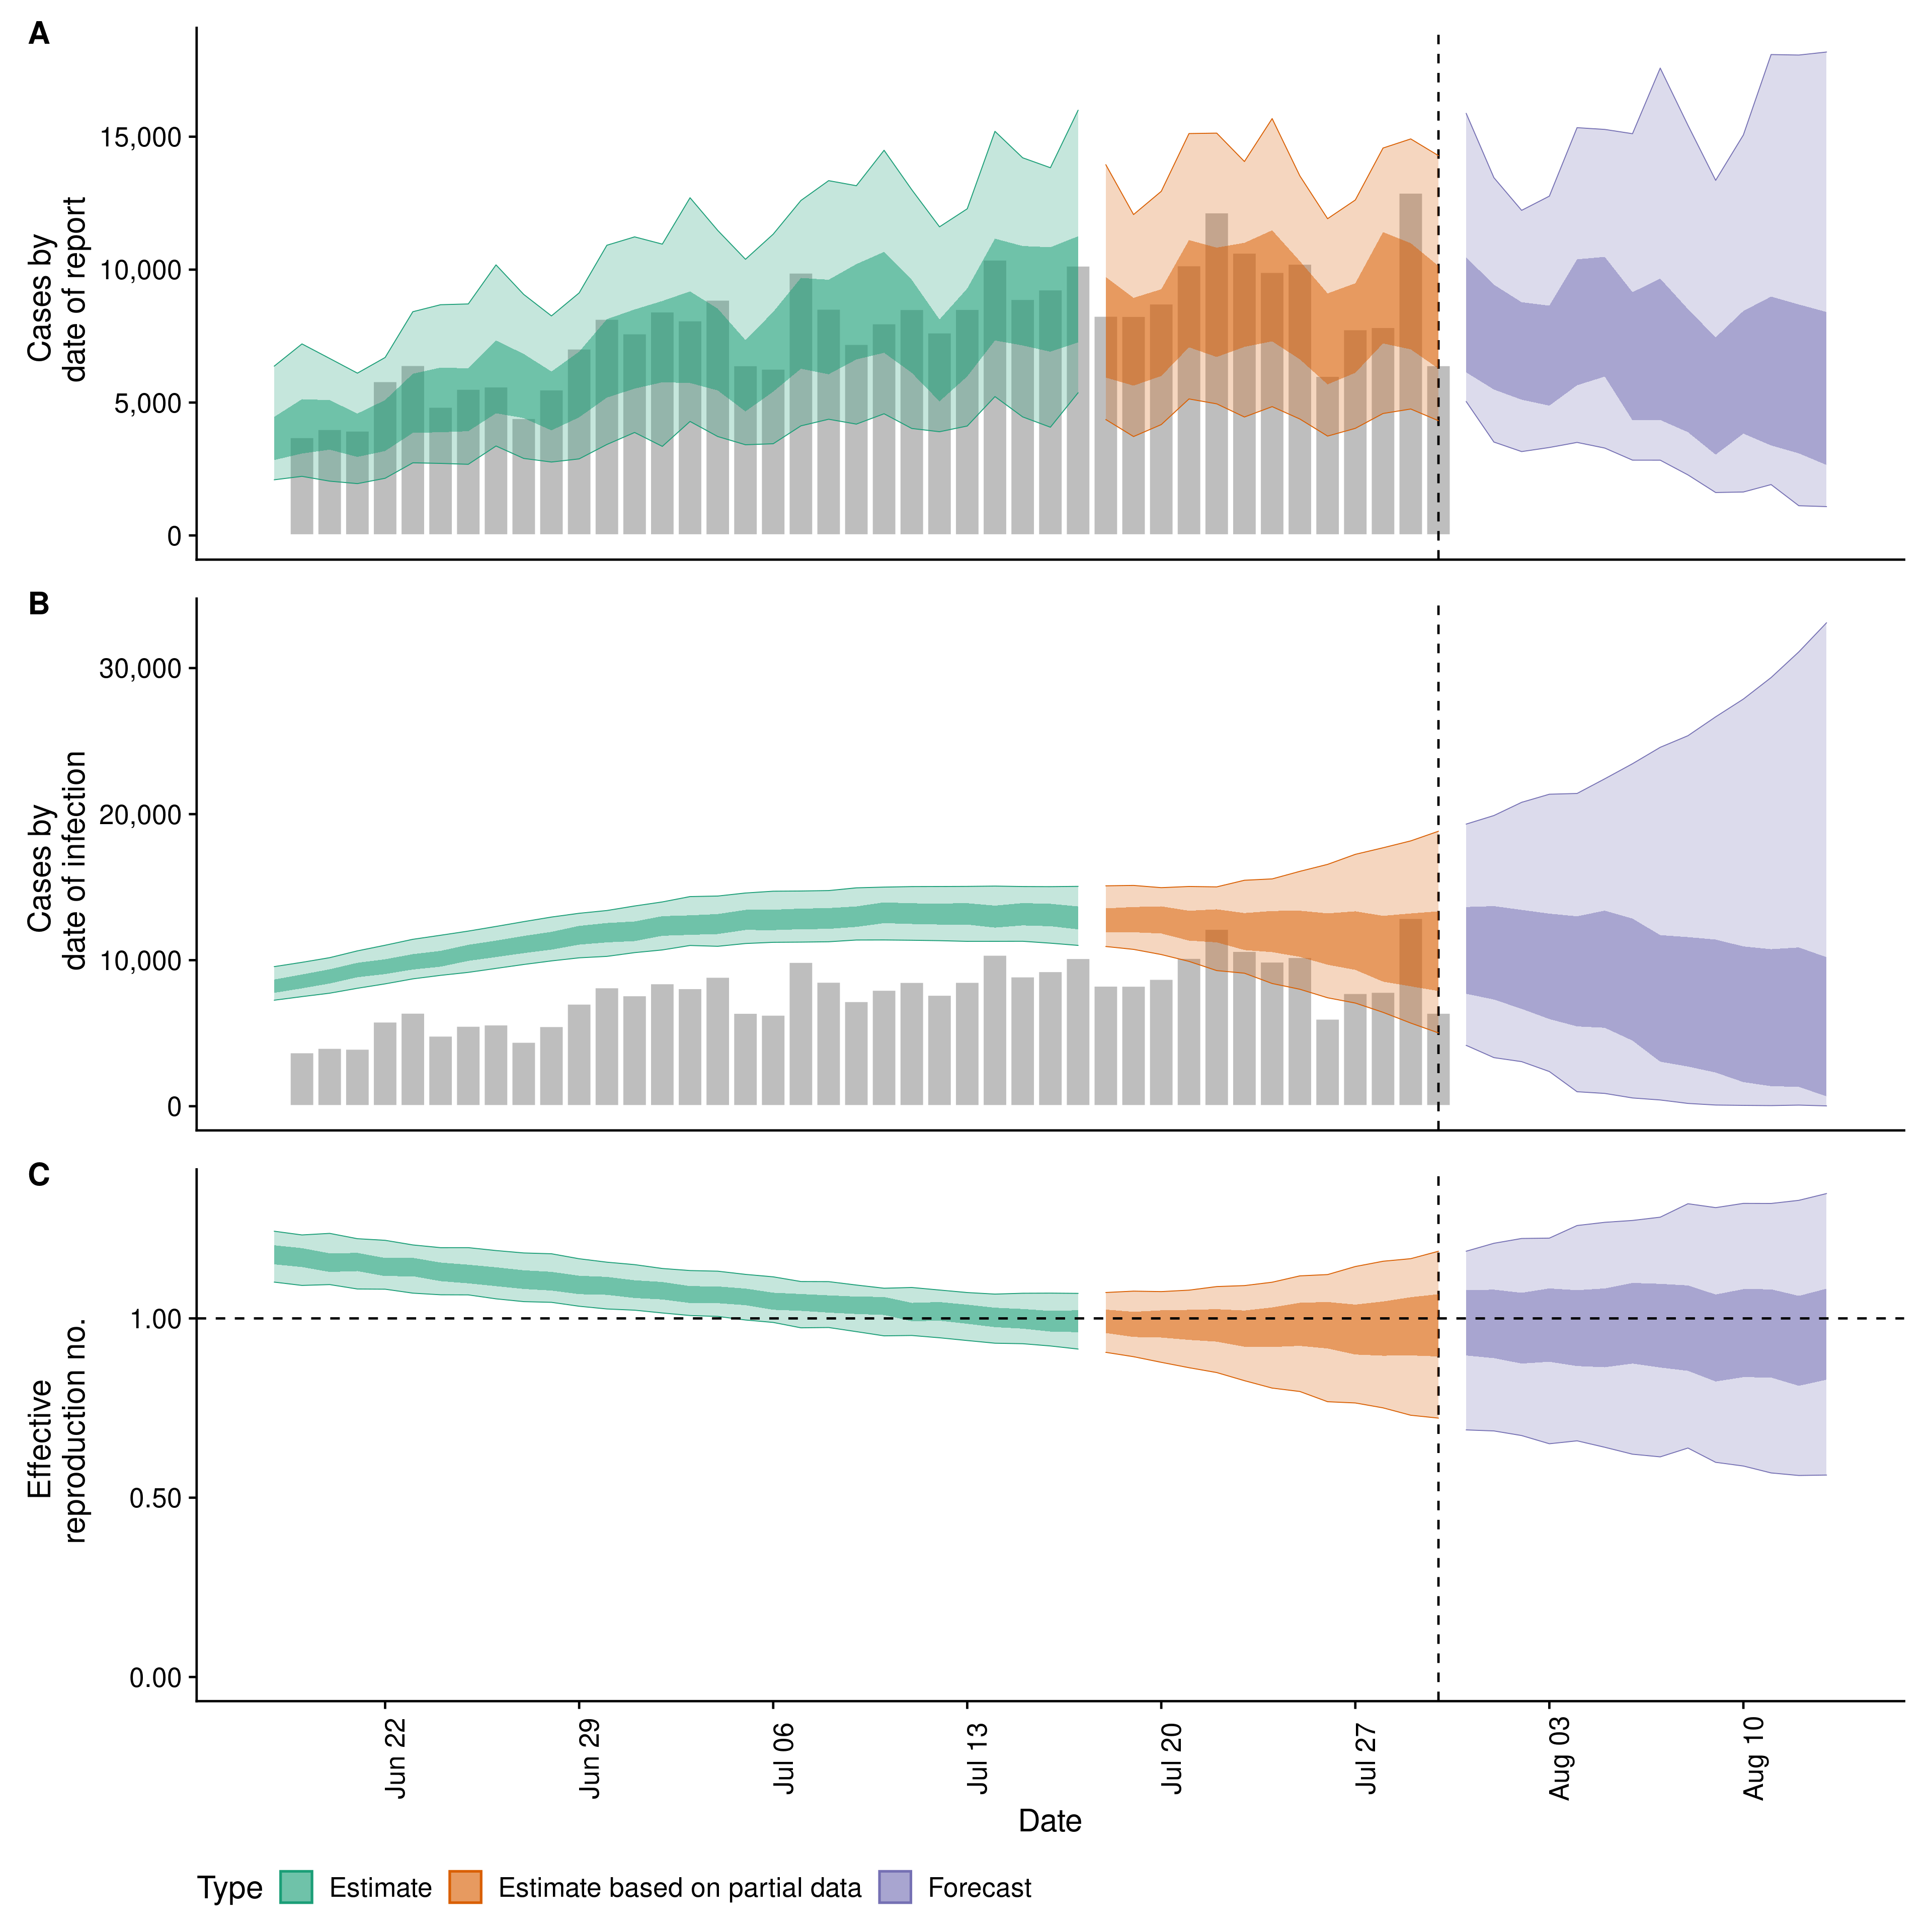 A
Cases by
date of report
15,000
10,000
5,000
0
B
Cases by
date of infection
30,000
20,000
10,000
0
C
Effective
reproduction no.
1.00
0.50
0.00
Jun 22
Jun 29
Jul 06
Jul 13
Jul 20
Jul 27
Aug 03
Aug 10
Date
Type Estimate Estimate based on partial data Forecast